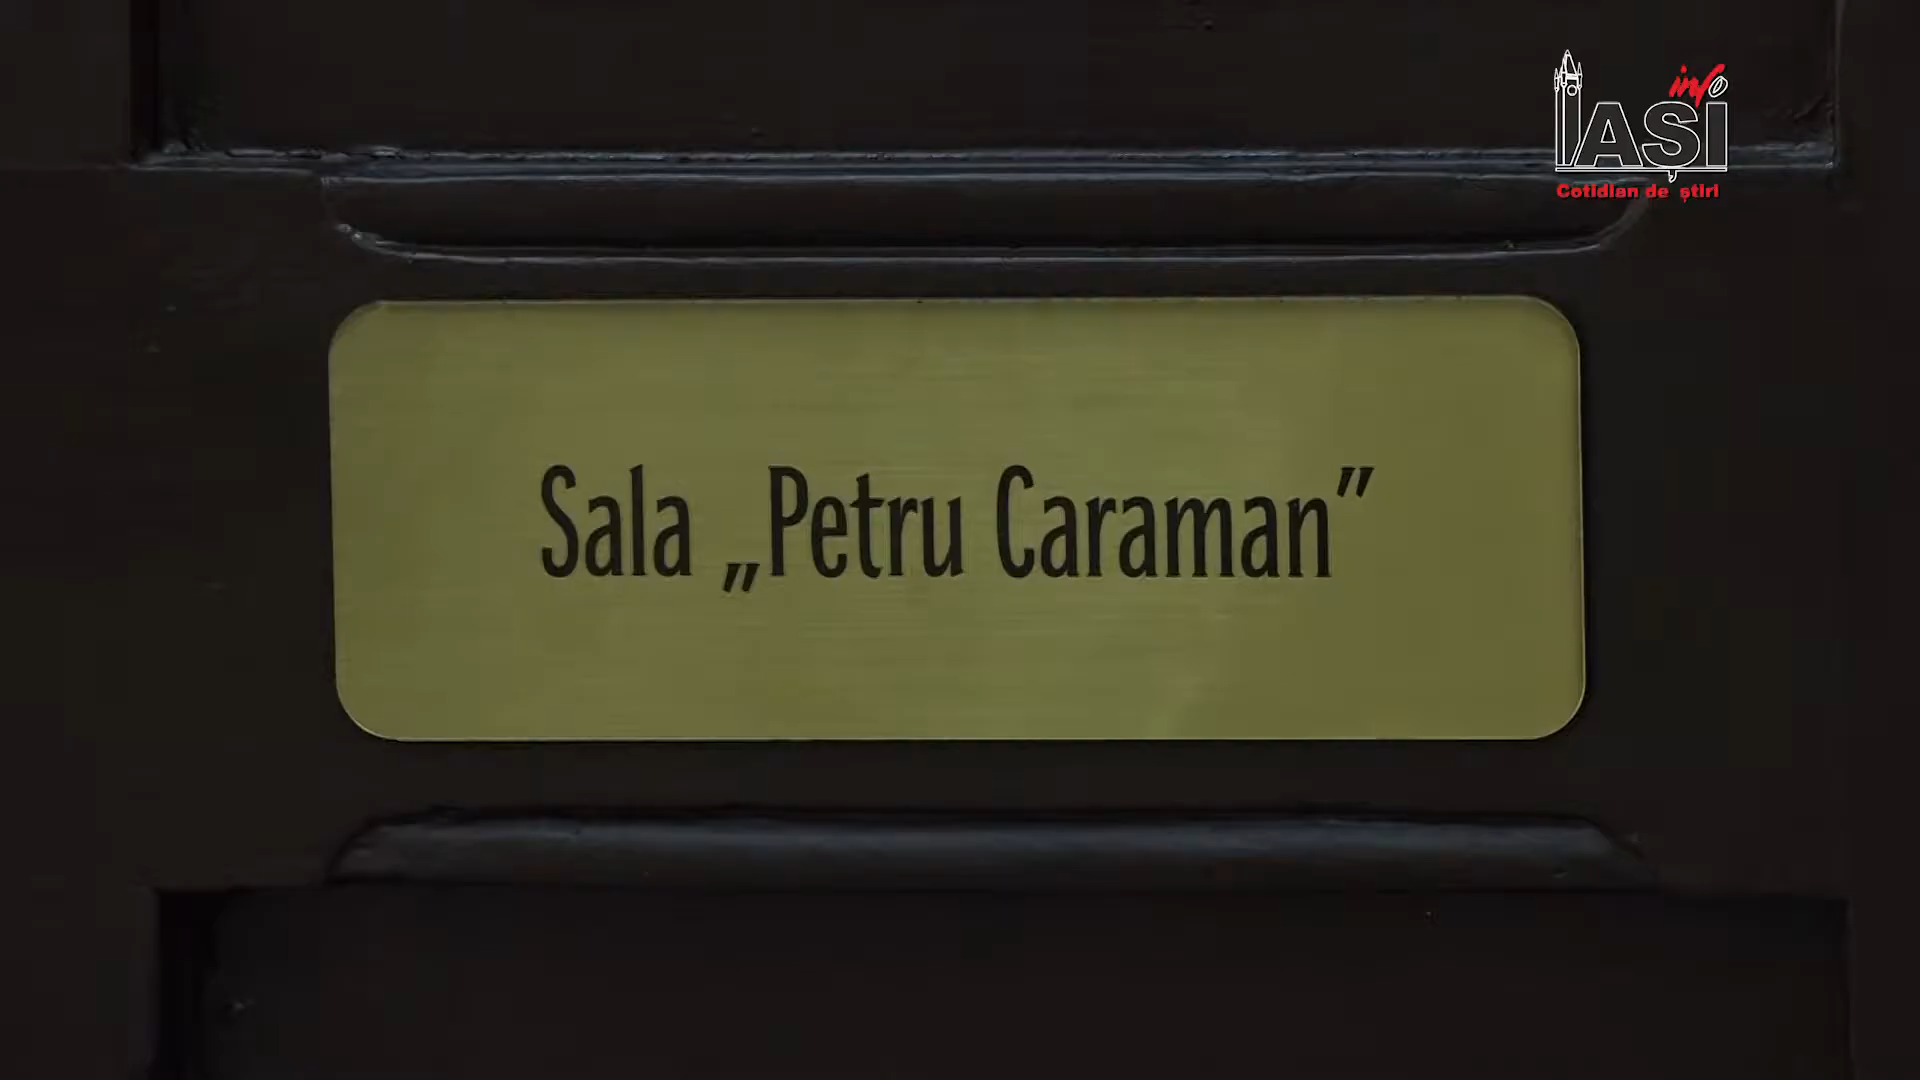 info
IAȘI
Cotidian de știri
Sala „Petru Caraman”